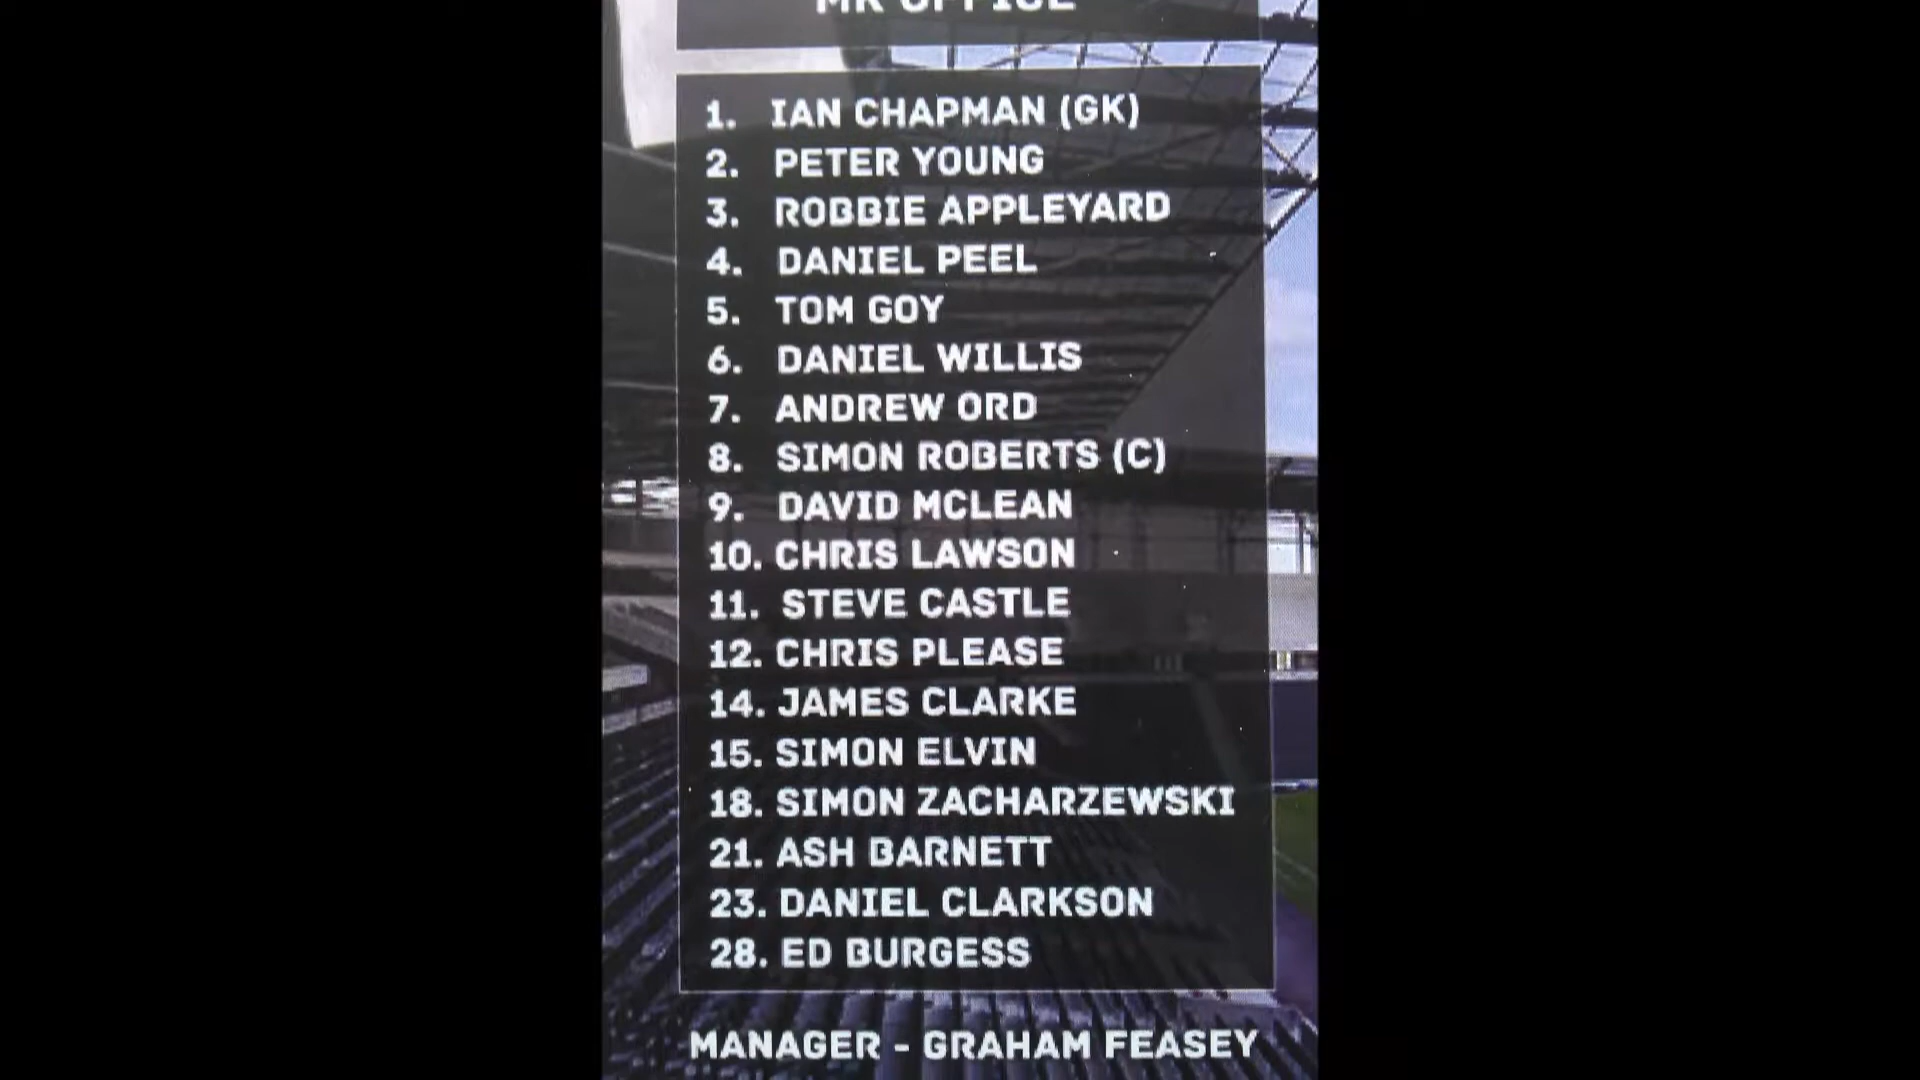 MK OFFICE
1. IAN CHAPMAN (GK)
2. PETER YOUNG
3. ROBBIE APPLEYARD
4. DANIEL PEEL
5. TOM GOY
6. DANIEL WILLIS
7. ANDREW ORD
8. SIMON ROBERTS (C)
9. DAVID MCLEAN
10. CHRIS LAWSON
11. STEVE CASTLE
12. CHRIS PLEASE
14. JAMES CLARKE
15. SIMON ELVIN
18. SIMON ZACHARZEWSKI
21. ASH BARNETT
23. DANIEL CLARKSON
28. ED BURGESS
MANAGER - GRAHAM FEASEY